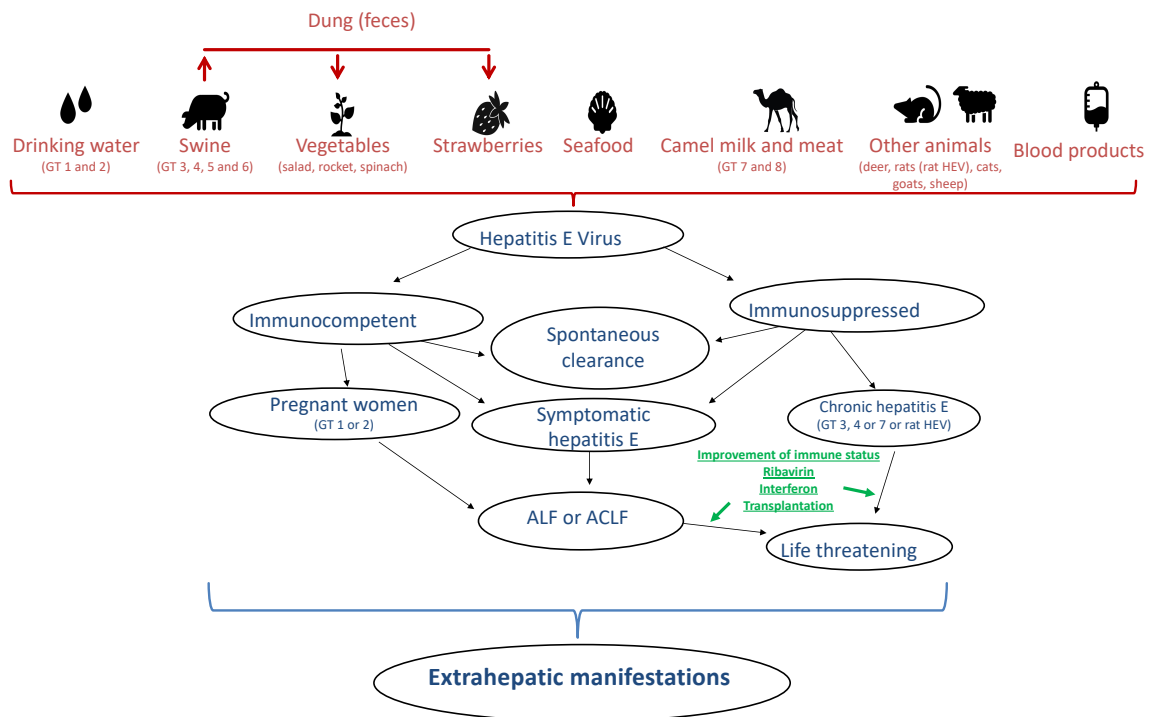 Dung (feces)
Drinking water
(GT 1 and 2)
Swine
(GT 3, 4, 5 and 6)
Vegetables
(salad, rocket, spinach)
Strawberries
Seafood
Camel milk and meat
(GT 7 and 8)
Other animals
(deer, rats (rat HEV), cats,
goats, sheep)
Blood products
Hepatitis E Virus
Immunocompetent
Immunosuppressed
Spontaneous
clearance
Pregnant women
(GT 1 or 2)
Symptomatic
hepatitis E
Chronic hepatitis E
(GT 3, 4 or 7 or rat HEV)
Improvement of immune status
Ribavirin
Interferon
Transplantation
ALF or ACLF
Life threatening
Extrahepatic manifestations